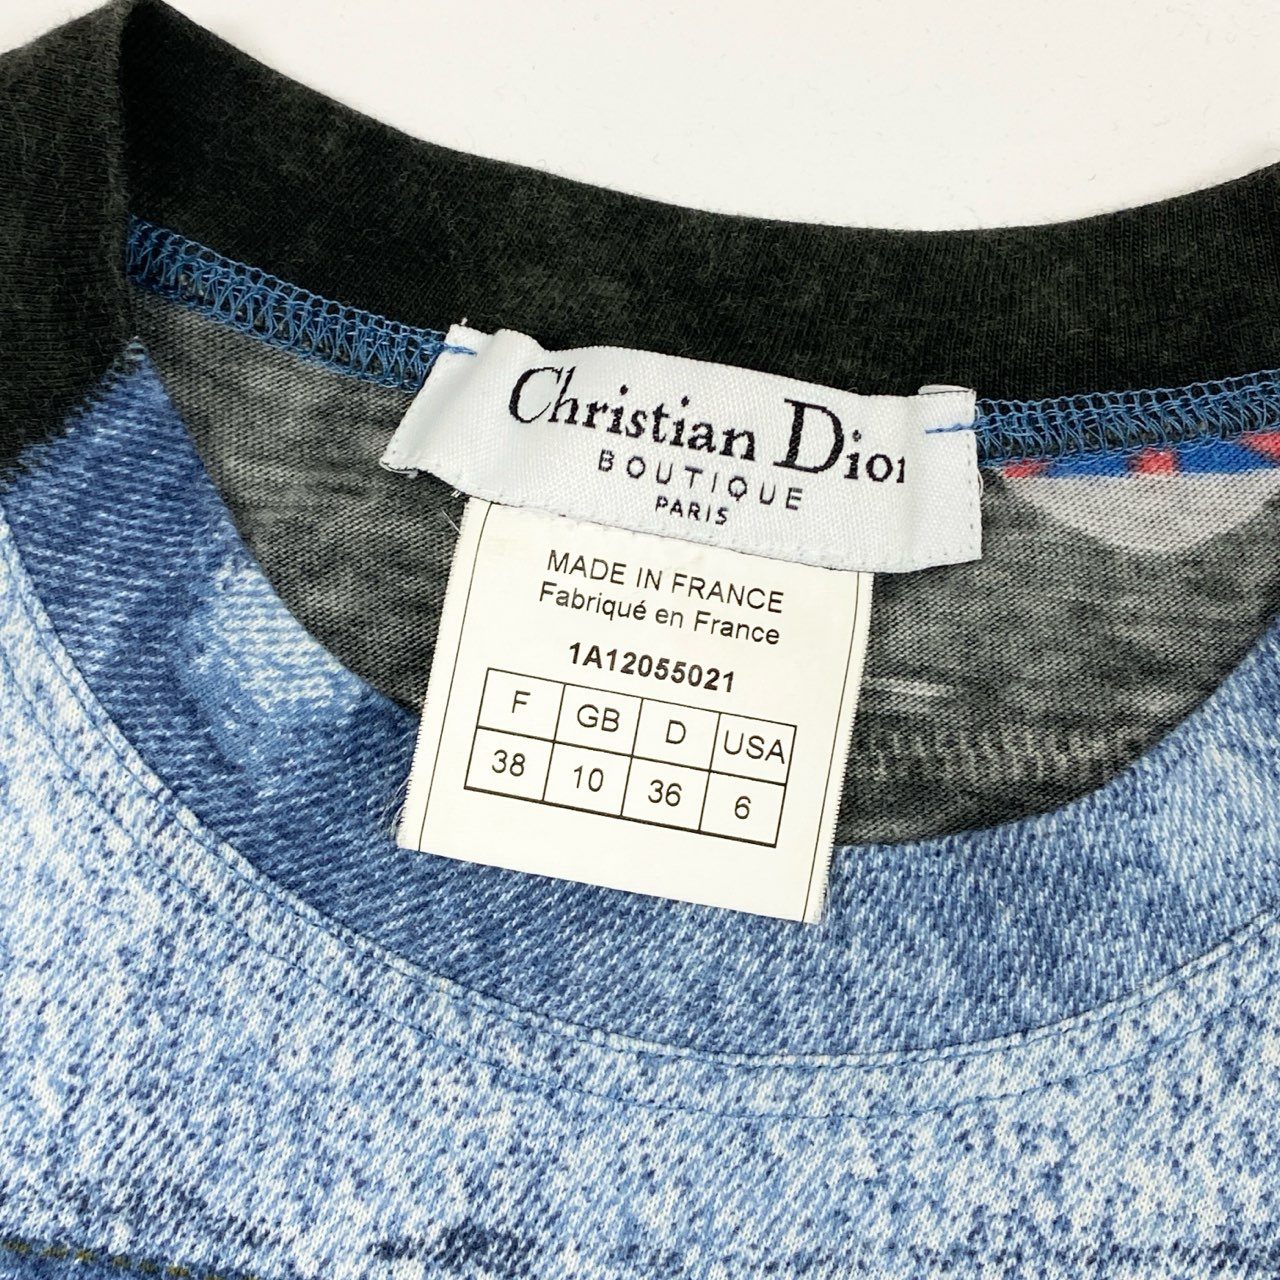 Christian Dior
BOUTIQUE
PARIS
MADE IN FRANCE
Fabriqué en France
1A12055021
F GB D USA
38 10 36 6